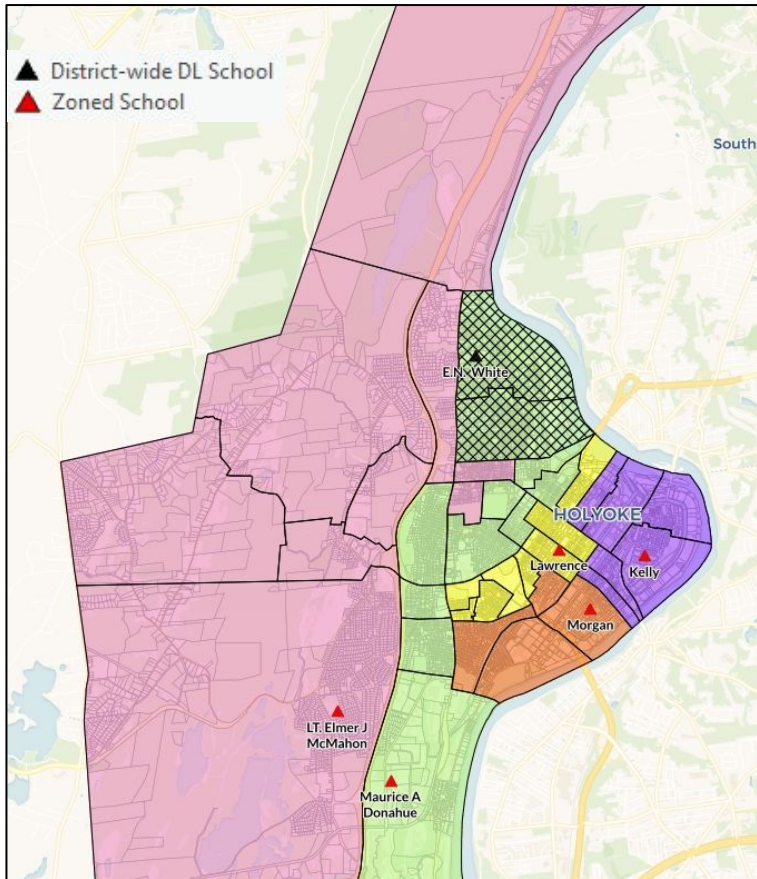 District-wide DL School
Zoned School
South
E.N. White
HOLYOKE
Lawrence
Kelly
Morgan
LT. Elmer J
McMahon
Maurice A
Donahue